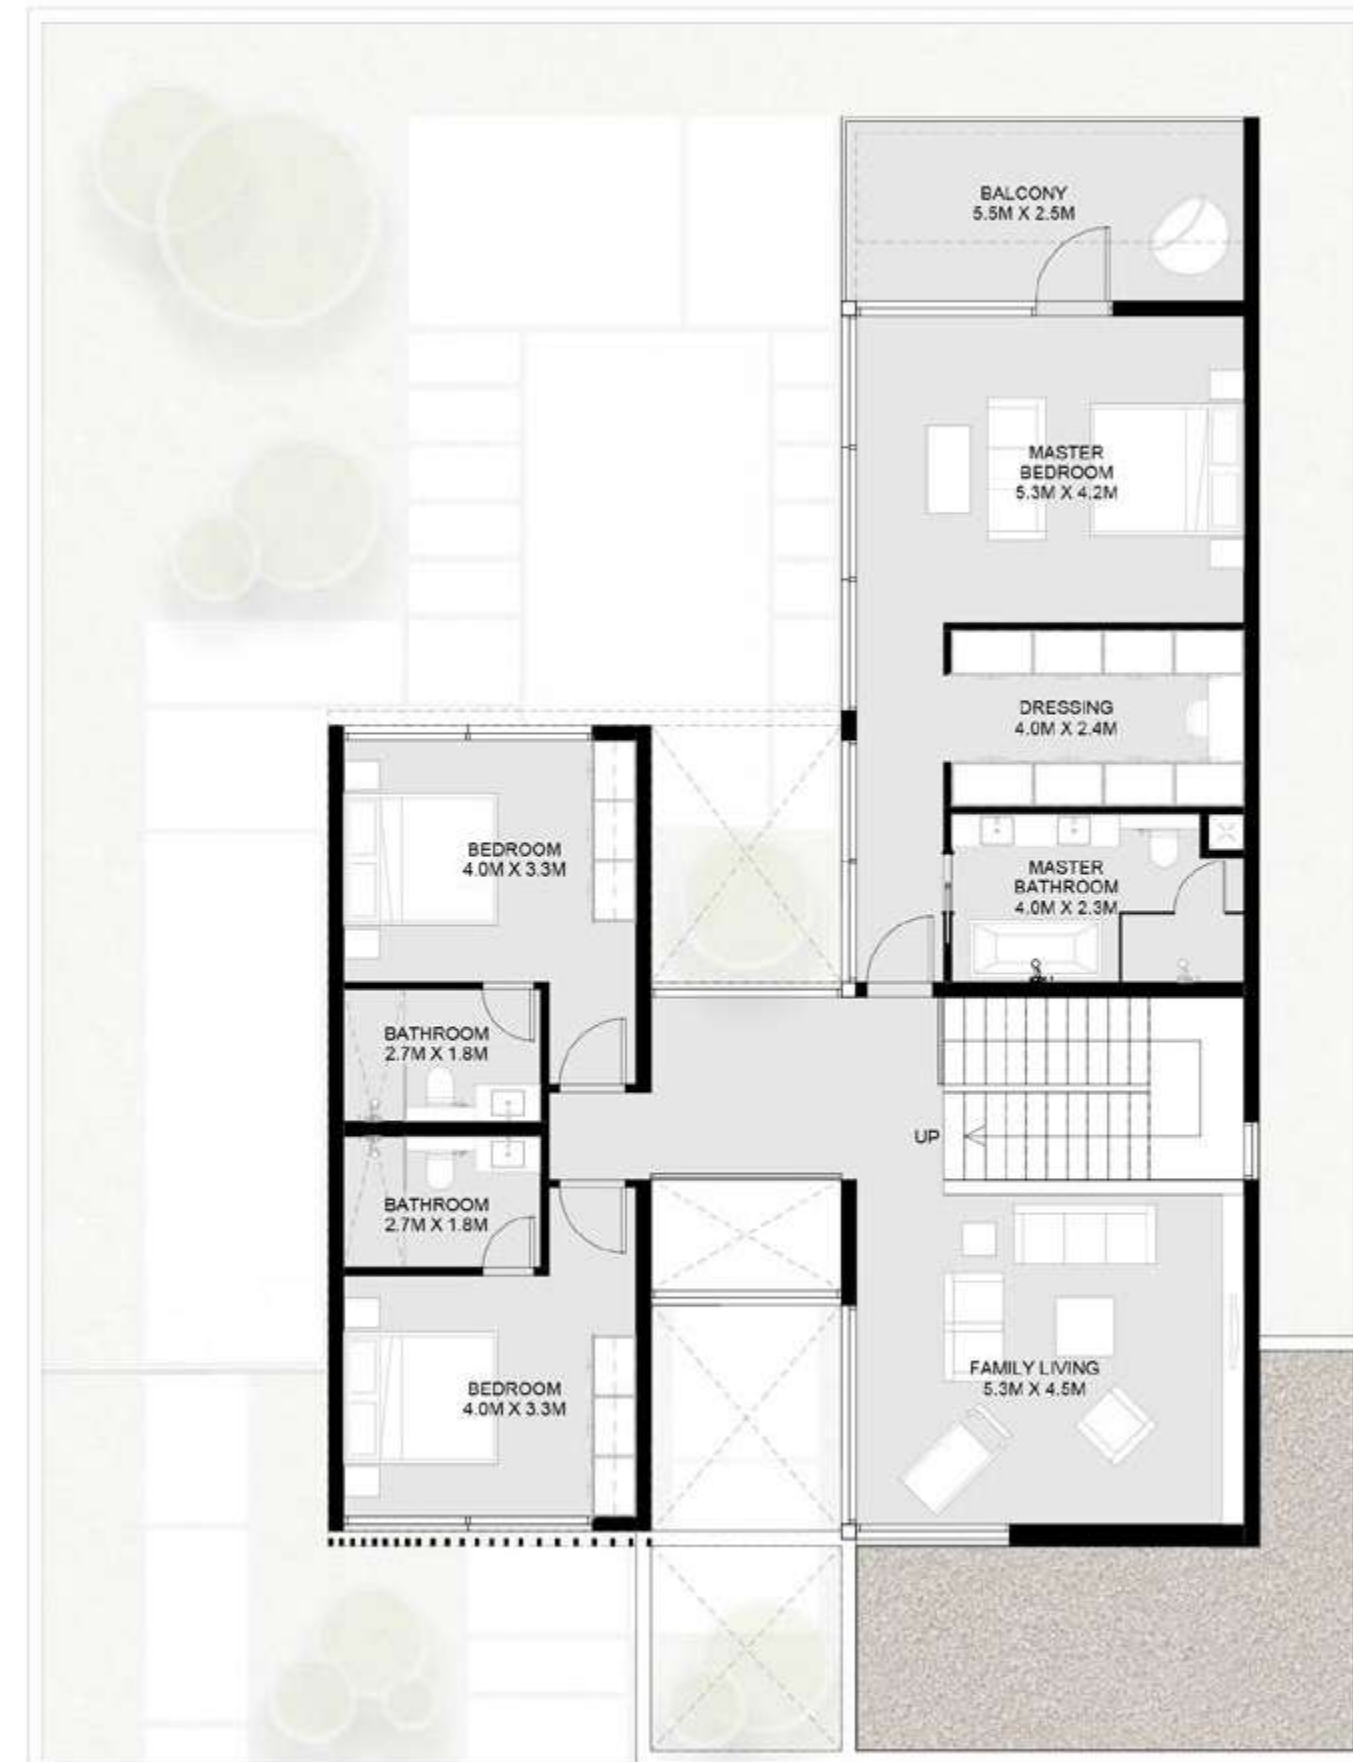 BALCONY
5.5M X 2.5M
MASTER
BEDROOM
5.3M X 4.2M
DRESSING
4.0M X 2.4M
BEDROOM
4.0M X 3.3M
MASTER
BATHROOM
4.0M X 2.3M
BATHROOM
2.7M X 1.8M
UP
BATHROOM
2.7M X 1.8M
FAMILY LIVING
5.3M X 4.5M
BEDROOM
4.0M X 3.3M